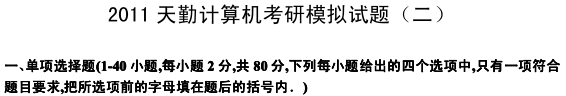 2011 天勤计算机考研模拟试题（二）
一、单项选择题(1-40 小题,每小题 2 分,共 80 分,下列每小题给出的四个选项中,只有一项符合
题目要求,把所选项前的字母填在题后的括号内．)